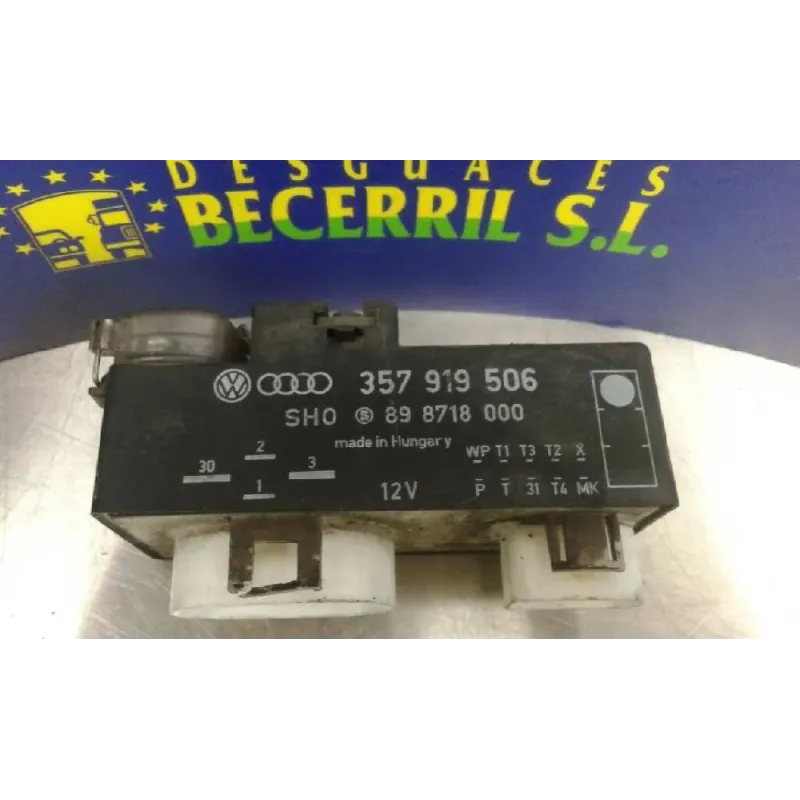 DESGUACES
BECERRIL S.L.
357 919 506
SHO S 89 8718 000
made in Hungary
2
30 3
1
12V
WP T1 T3 T2 X
P T 31 T4 MK